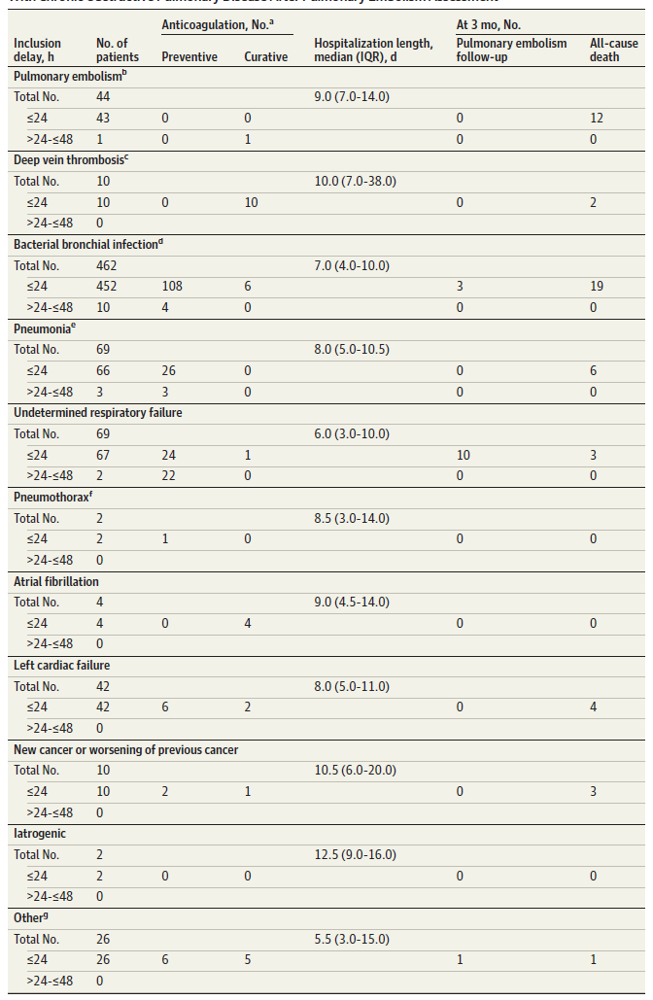 With Chronic Obstructive Pulmonary Disease After Pulmonary Embolism Assessment
Anticoagulation, No.a At 3 mo, No.
Inclusion delay, h No. of patients Preventive Curative Hospitalization length, median (IQR), d Pulmonary embolism follow-up All-cause death
Pulmonary embolismb
Total No. 44 9.0 (7.0-14.0)
≤24 43 0 0 0 12
>24-≤48 1 0 1 0 0
Deep vein thrombosisc
Total No. 10 10.0 (7.0-38.0)
≤24 10 0 10 0 2
>24-≤48 0
Bacterial bronchial infectiond
Total No. 462 7.0 (4.0-10.0)
≤24 452 108 6 3 19
>24-≤48 10 4 0 0 0
Pneumoniae
Total No. 69 8.0 (5.0-10.5)
≤24 66 26 0 0 6
>24-≤48 3 3 0 0 0
Undetermined respiratory failure
Total No. 69 6.0 (3.0-10.0)
≤24 67 24 1 10 3
>24-≤48 2 22 0 0 0
Pneumothoraxf
Total No. 2 8.5 (3.0-14.0)
≤24 2 1 0 0 0
>24-≤48 0
Atrial fibrillation
Total No. 4 9.0 (4.5-14.0)
≤24 4 0 4 0 0
>24-≤48 0
Left cardiac failure
Total No. 42 8.0 (5.0-11.0)
≤24 42 6 2 0 4
>24-≤48 0
New cancer or worsening of previous cancer
Total No. 10 10.5 (6.0-20.0)
≤24 10 2 1 0 3
>24-≤48 0
Iatrogenic
Total No. 2 12.5 (9.0-16.0)
≤24 2 0 0 0 0
>24-≤48 0
Otherg
Total No. 26 5.5 (3.0-15.0)
≤24 26 6 5 1 1
>24-≤48 0